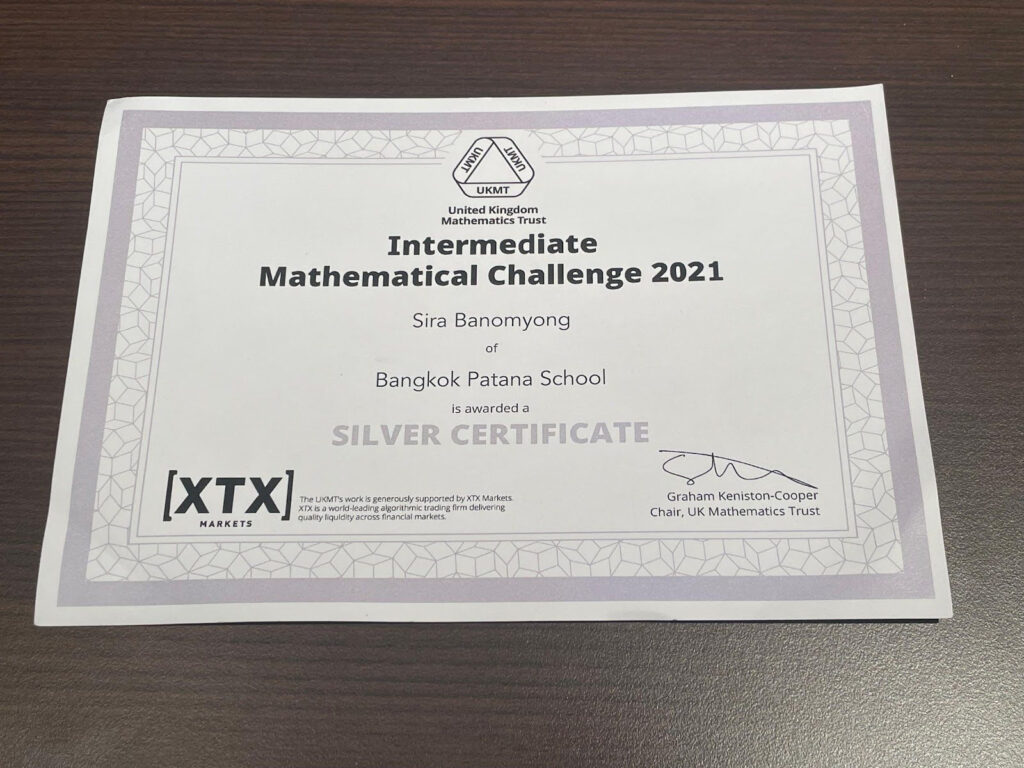 UKMT
UKMT
UKMT
United Kingdom
Mathematics Trust
Intermediate
Mathematical Challenge 2021
Sira Banomyong
of
Bangkok Patana School
is awarded a
SILVER CERTIFICATE
[XTX]
MARKETS
The UKMT's work is generously supported by XTX Markets.
XTX is a world-leading algorithmic trading firm delivering
quality liquidity across financial markets.
Graham Keniston-Cooper
Chair, UK Mathematics Trust